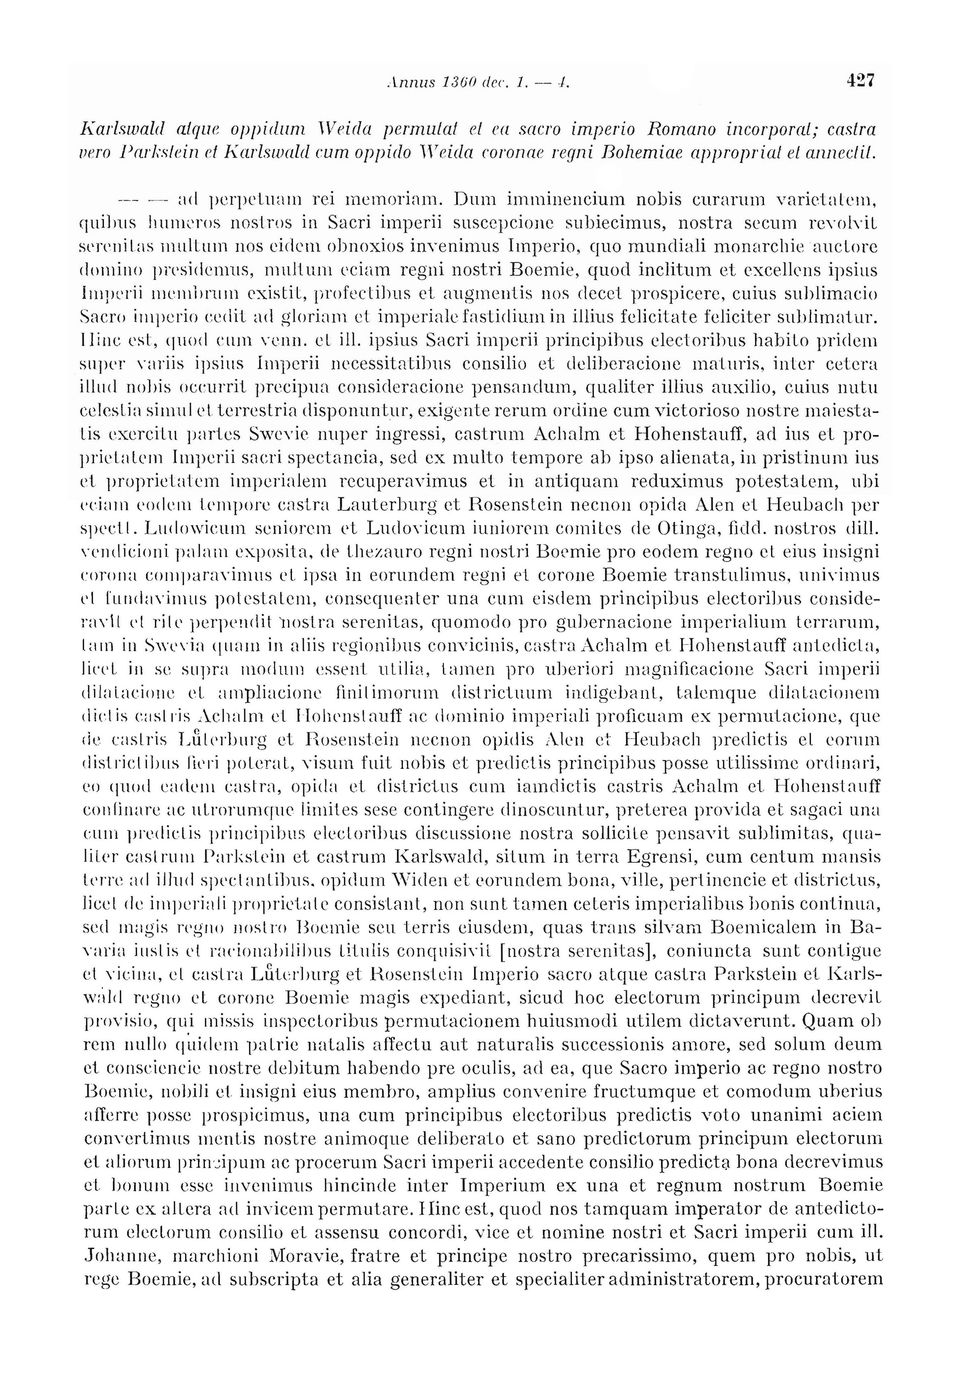 Annus 1360 dec. 1. — 4. 427
Karlswald atque oppidum Weida permutat et ea sacro imperio Romano incorporat; castra
vero Parkstein et Karlswald cum oppido Weida coronae regni Bohemiae appropriat et annectit.
— — ad perpetuam rei memoriam. Dum imminencium nobis curarum varietatem,
quibus humeros nostros in Sacri imperii suscepcione subiecimus, nostra secum revolvit
serenitas multum nos eidem obnoxios invenimus Imperio, quo mundiali monarchie auctore
domino presidemus, multum eciam regni nostri Boemie, quod inclitum et excellens ipsius
Imperii membrum existit, profectibus et augmentis nos decet prospicere, cuius sublimacio
Sacro imperio cedit ad gloriam et imperiale fastidium in illius felicitate feliciter sublimatur.
Hinc est, quod cum venn. et ill. ipsius Sacri imperii principibus electoribus habito pridem
super variis ipsius Imperii necessitatibus consilio et deliberacione maturis, inter cetera
illud nobis occurrit precipua consideracione pensandum, qualiter illius auxilio, cuius nutu
celestia simul et terrestria disponuntur, exigente rerum ordine cum victorioso nostre maiesta-
tis exercitu partes Swevie nuper ingressi, castrum Achalm et Hohenstauff, ad ius et pro-
prietatem Imperii sacri spectancia, sed ex multo tempore ab ipso alienata, in pristinum ius
et proprietatem imperialem recuperavimus et in antiquam reduximus potestatem, ubi
eciam eodem tempore castra Lauterburg et Rosenstein necnon opida Alen et Heubach per
spectt. Ludowicum seniorem et Ludovicum iuniorem comites de Otinga, fidd. nostros dill.
vendicioni palam exposita, de thezauro regni nostri Boemie pro eodem regno et eius insigni
corona comparavimus et ipsa in eorundem regni et corone Boemie transtulimus, univimus
et fundavimus potestatem, consequenter una cum eisdem principibus electoribus conside-
ravit et rite perpendit nostra serenitas, quomodo pro gubernacione imperialium terrarum,
tam in Swevia quam in aliis regionibus convicinis, castra Achalm et Hohenstauff antedicta,
licet in se supra modum essent utilia, tamen pro uberiori magnificacione Sacri imperii
dilatacione et ampliacione finitimorum districtuum indigebant, talemque dilatacionem
dictis castris Achalm et Hohenstauff ac dominio imperiali proficuam ex permutacione, que
de castris Lůterburg et Rosenstein necnon opidis Alen et Heubach predictis et eorum
districtibus fieri poterat, visum fuit nobis et predictis principibus posse utilissime ordinari,
eo quod eadem castra, opida et districtus cum iamdictis castris Achalm et Hohenstauff
confinare ac utrorumque limites sese contingere dinoscuntur, preterea provida et sagaci una
cum predictis principibus electoribus discussione nostra sollicite pensavit sublimitas, qua-
liter castrum Parkstein et castrum Karlswald, situm in terra Egrensi, cum centum mansis
terre ad illud spectantibus, opidum Widen et eorundem bona, ville, pertinencie et districtus,
licet de imperiali proprietate consistant, non sunt tamen ceteris imperialibus bonis continua,
sed magis regno nostro Boemie seu terris eiusdem, quas trans silvam Boemicalem in Ba-
varia iustis et racionabilibus titulis conquisivit [nostra serenitas], coniuncta sunt contigue
et vicina, et castra Lůterburg et Rosenstein Imperio sacro atque castra Parkstein et Karls-
wald regno et corone Boemie magis expediant, sicud hoc electorum principum decrevit
provisio, qui missis inspectoribus permutacionem huiusmodi utilem dictaverunt. Quam ob
rem nullo quidem patrie natalis affectu aut naturalis successionis amore, sed solum deum
et consciencie nostre debitum habendo pre oculis, ad ea, que Sacro imperio ac regno nostro
Boemie, nobili et insigni eius membro, amplius convenire fructumque et comodum uberius
afferre posse prospicimus, una cum principibus electoribus predictis voto unanimi aciem
convertimus mentis nostre animoque deliberato et sano predictorum principum electorum
et aliorum principum ac procerum Sacri imperii accedente consilio predicta bona decrevimus
et bonum esse invenimus hincinde inter Imperium ex una et regnum nostrum Boemie
parte ex altera ad invicem permutare. Hinc est, quod nos tamquam imperator de antedicto-
rum electorum consilio et assensu concordi, vice et nomine nostri et Sacri imperii cum ill.
Johanne, marchioni Moravie, fratre et principe nostro precarissimo, quem pro nobis, ut
rege Boemie, ad subscripta et alia generaliter et specialiter administratorem, procuratorem